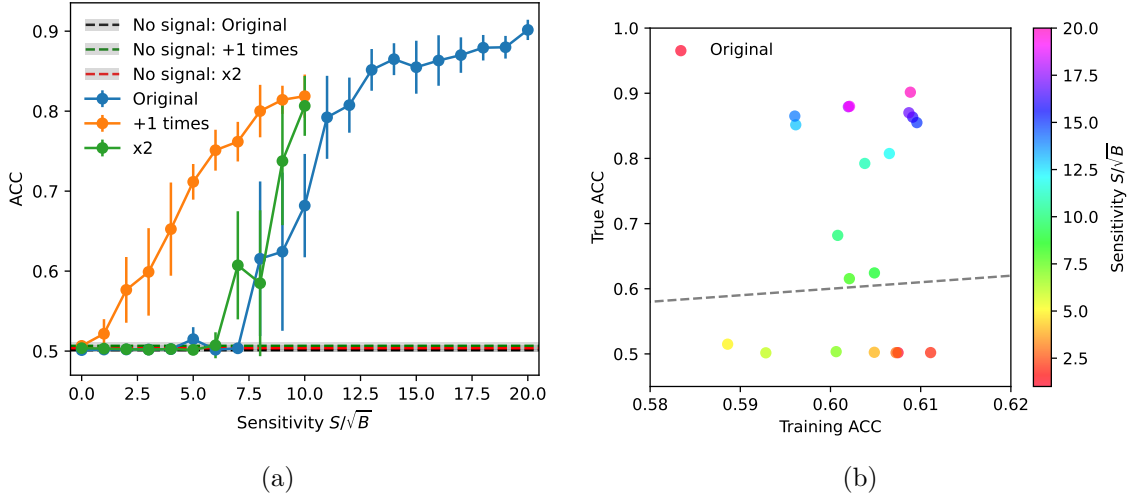 No signal: Original
No signal: +1 times
No signal: x2
Original
+1 times
x2
ACC
0.9
0.8
0.7
0.6
0.5
0.0 2.5 5.0 7.5 10.0 12.5 15.0 17.5 20.0
Sensitivity S/√B
(a)
Original
True ACC
1.0
0.9
0.8
0.7
0.6
0.5
0.58 0.59 0.60 0.61 0.62
Training ACC
20.0
17.5
15.0
12.5
10.0
7.5
5.0
2.5
Sensitivity S/√B
(b)